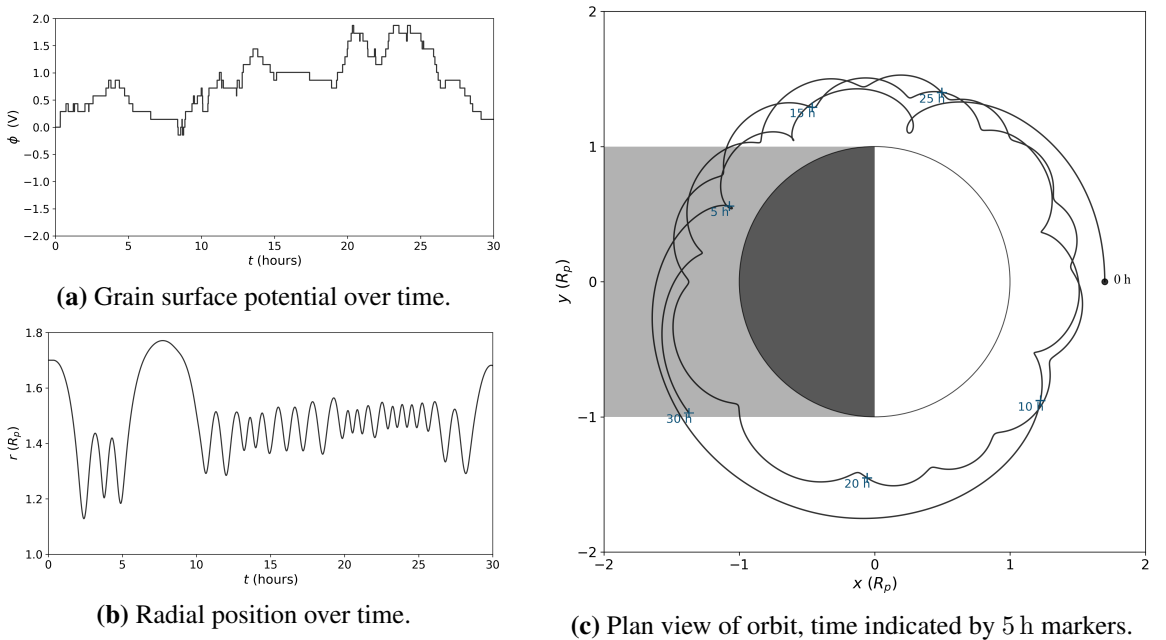 2.0
1.5
1.0
0.5
0.0
−0.5
−1.0
−1.5
−2.0
ϕ (V)
0 5 10 15 20 25 30
t (hours)
(a) Grain surface potential over time.
1.8
1.6
1.4
1.2
1.0
r (Rp)
0 5 10 15 20 25 30
t (hours)
(b) Radial position over time.
2
1
0
−1
−2
y (Rp)
25 h
15 h
5 h
0 h
10 h
30 h
20 h
−2 −1 0 1 2
x (Rp)
(c) Plan view of orbit, time indicated by 5 h markers.